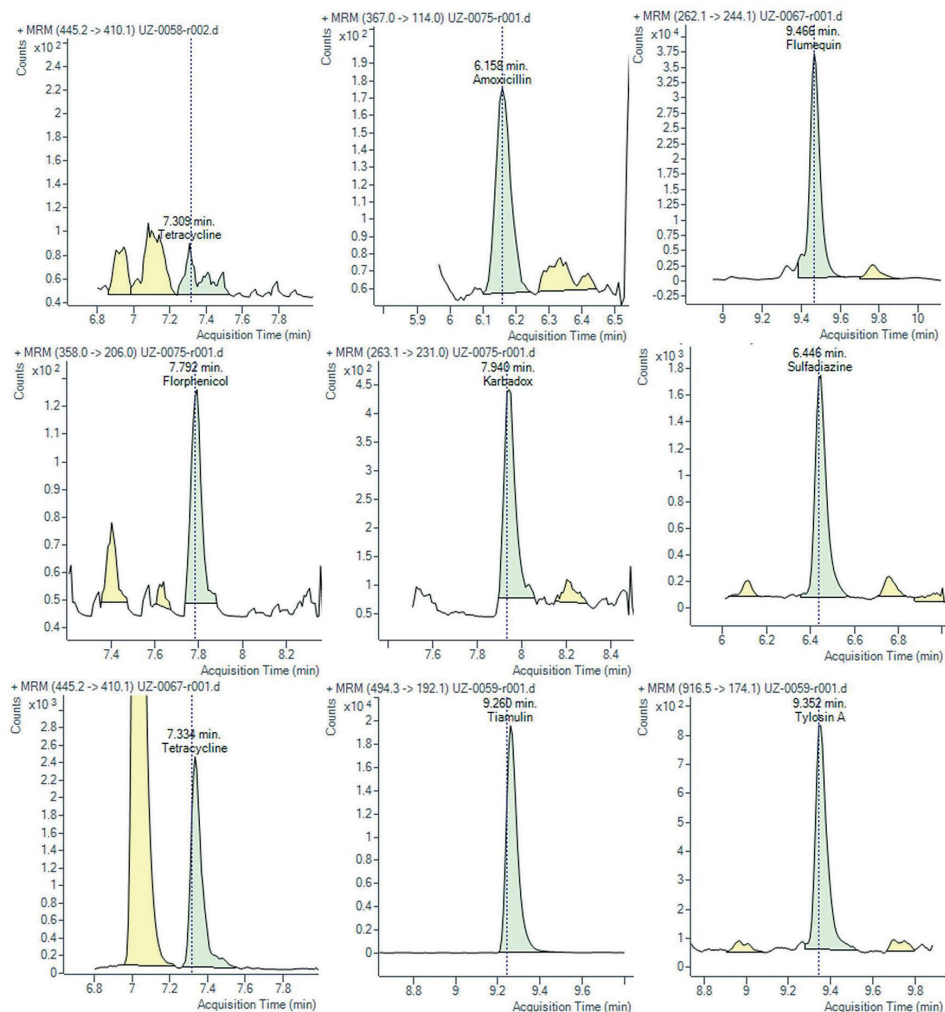 + MRM (445.2 -> 410.1) UZ-0058-r002.d
Counts
x10²
7.309 min.
Tetracycline
2.4
2.2
2
1.8
1.6
1.4
1.2
1
0.8
0.6
0.4
6.8 7 7.2 7.4 7.6 7.8
Acquisition Time (min)
+ MRM (367.0 -> 114.0) UZ-0075-r001.d
Counts
x10²
6.158 min.
Amoxicillin
2
1.9
1.8
1.7
1.6
1.5
1.4
1.3
1.2
1.1
1
0.9
0.8
0.7
0.6
5.9 6 6.1 6.2 6.3 6.4 6.5
Acquisition Time (min)
+ MRM (262.1 -> 244.1) UZ-0067-r001.d
Counts
x10⁴
9.466 min.
Flumequin
3.75
3.5
3.25
3
2.75
2.5
2.25
2
1.75
1.5
1.25
1
0.75
0.5
0.25
0
-0.25
9 9.2 9.4 9.6 9.8 10
Acquisition Time (min)
+ MRM (358.0 -> 206.0) UZ-0075-r001.d
Counts
x10²
7.792 min.
Florphenicol
1.3
1.2
1.1
1
0.9
0.8
0.7
0.6
0.5
0.4
7.4 7.6 7.8 8 8.2
Acquisition Time (min)
+ MRM (263.1 -> 231.0) UZ-0075-r001.d
Counts
x10²
7.940 min.
Karbadox
4.5
4
3.5
3
2.5
2
1.5
1
0.5
7.6 7.8 8 8.2 8.4
Acquisition Time (min)
Counts
x10³
6.446 min.
Sulfadiazine
1.8
1.6
1.4
1.2
1
0.8
0.6
0.4
0.2
0
6 6.2 6.4 6.6 6.8
Acquisition Time (min)
+ MRM (445.2 -> 410.1) UZ-0067-r001.d
Counts
x10³
7.334 min.
Tetracycline
3
2.8
2.6
2.4
2.2
2
1.8
1.6
1.4
1.2
1
0.8
0.6
0.4
0.2
0
6.8 7 7.2 7.4 7.6 7.8
Acquisition Time (min)
+ MRM (494.3 -> 192.1) UZ-0059-r001.d
Counts
x10⁴
9.260 min.
Tiamulin
2
1.8
1.6
1.4
1.2
1
0.8
0.6
0.4
0.2
0
8.8 9 9.2 9.4 9.6
Acquisition Time (min)
+ MRM (916.5 -> 174.1) UZ-0059-r001.d
Counts
x10²
9.352 min.
Tylosin A
8
7
6
5
4
3
2
1
0
8.8 9 9.2 9.4 9.6 9.8
Acquisition Time (min)